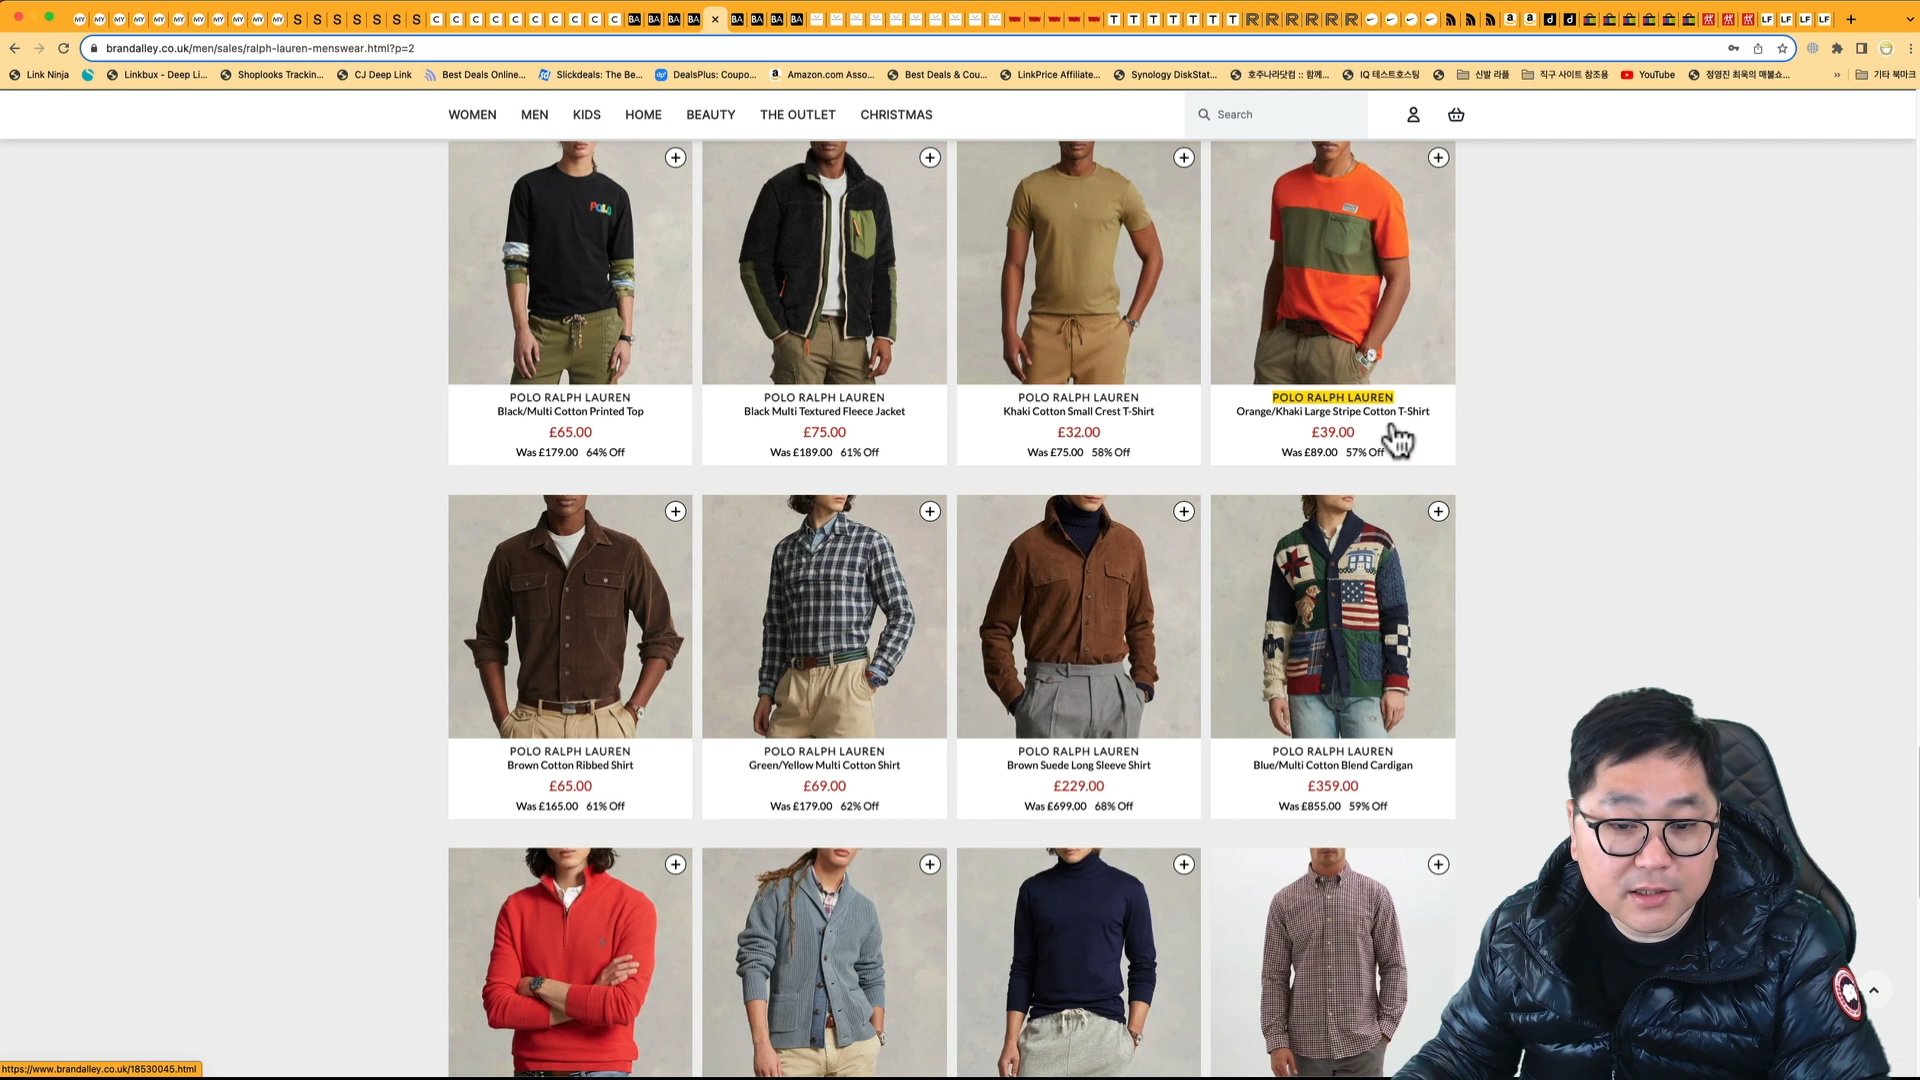 brandalley.co.uk/men/sales/ralph-lauren-menswear.html?p=2
Link Ninja
Linkbux - Deep Li...
Shoplooks Trackin...
CJ Deep Link
Best Deals Online...
Slickdeals: The Be...
DealsPlus: Coupo...
Amazon.com Asso...
Best Deals & Cou...
LinkPrice Affiliate...
Synology DiskStat...
호주나라닷컴 :: 함께...
IQ 테스트호스팅
신발 라플
직구 사이트 참조용
YouTube
정영진 최욱의 매불쇼...
»
기타 북마크
WOMEN MEN KIDS HOME BEAUTY THE OUTLET CHRISTMAS
Search
POLO
POLO RALPH LAUREN
Black/Multi Cotton Printed Top
£65.00
Was £179.00 64% Off
POLO RALPH LAUREN
Black Multi Textured Fleece Jacket
£75.00
Was £189.00 61% Off
POLO RALPH LAUREN
Khaki Cotton Small Crest T-Shirt
£32.00
Was £75.00 58% Off
POLO RALPH LAUREN
Orange/Khaki Large Stripe Cotton T-Shirt
£39.00
Was £89.00 57% Off
POLO RALPH LAUREN
Brown Cotton Ribbed Shirt
£65.00
Was £165.00 61% Off
POLO RALPH LAUREN
Green/Yellow Multi Cotton Shirt
£69.00
Was £179.00 62% Off
POLO RALPH LAUREN
Brown Suede Long Sleeve Shirt
£229.00
Was £699.00 68% Off
POLO RALPH LAUREN
Blue/Multi Cotton Blend Cardigan
£359.00
Was £855.00 59% Off
https://www.brandalley.co.uk/18530045.html